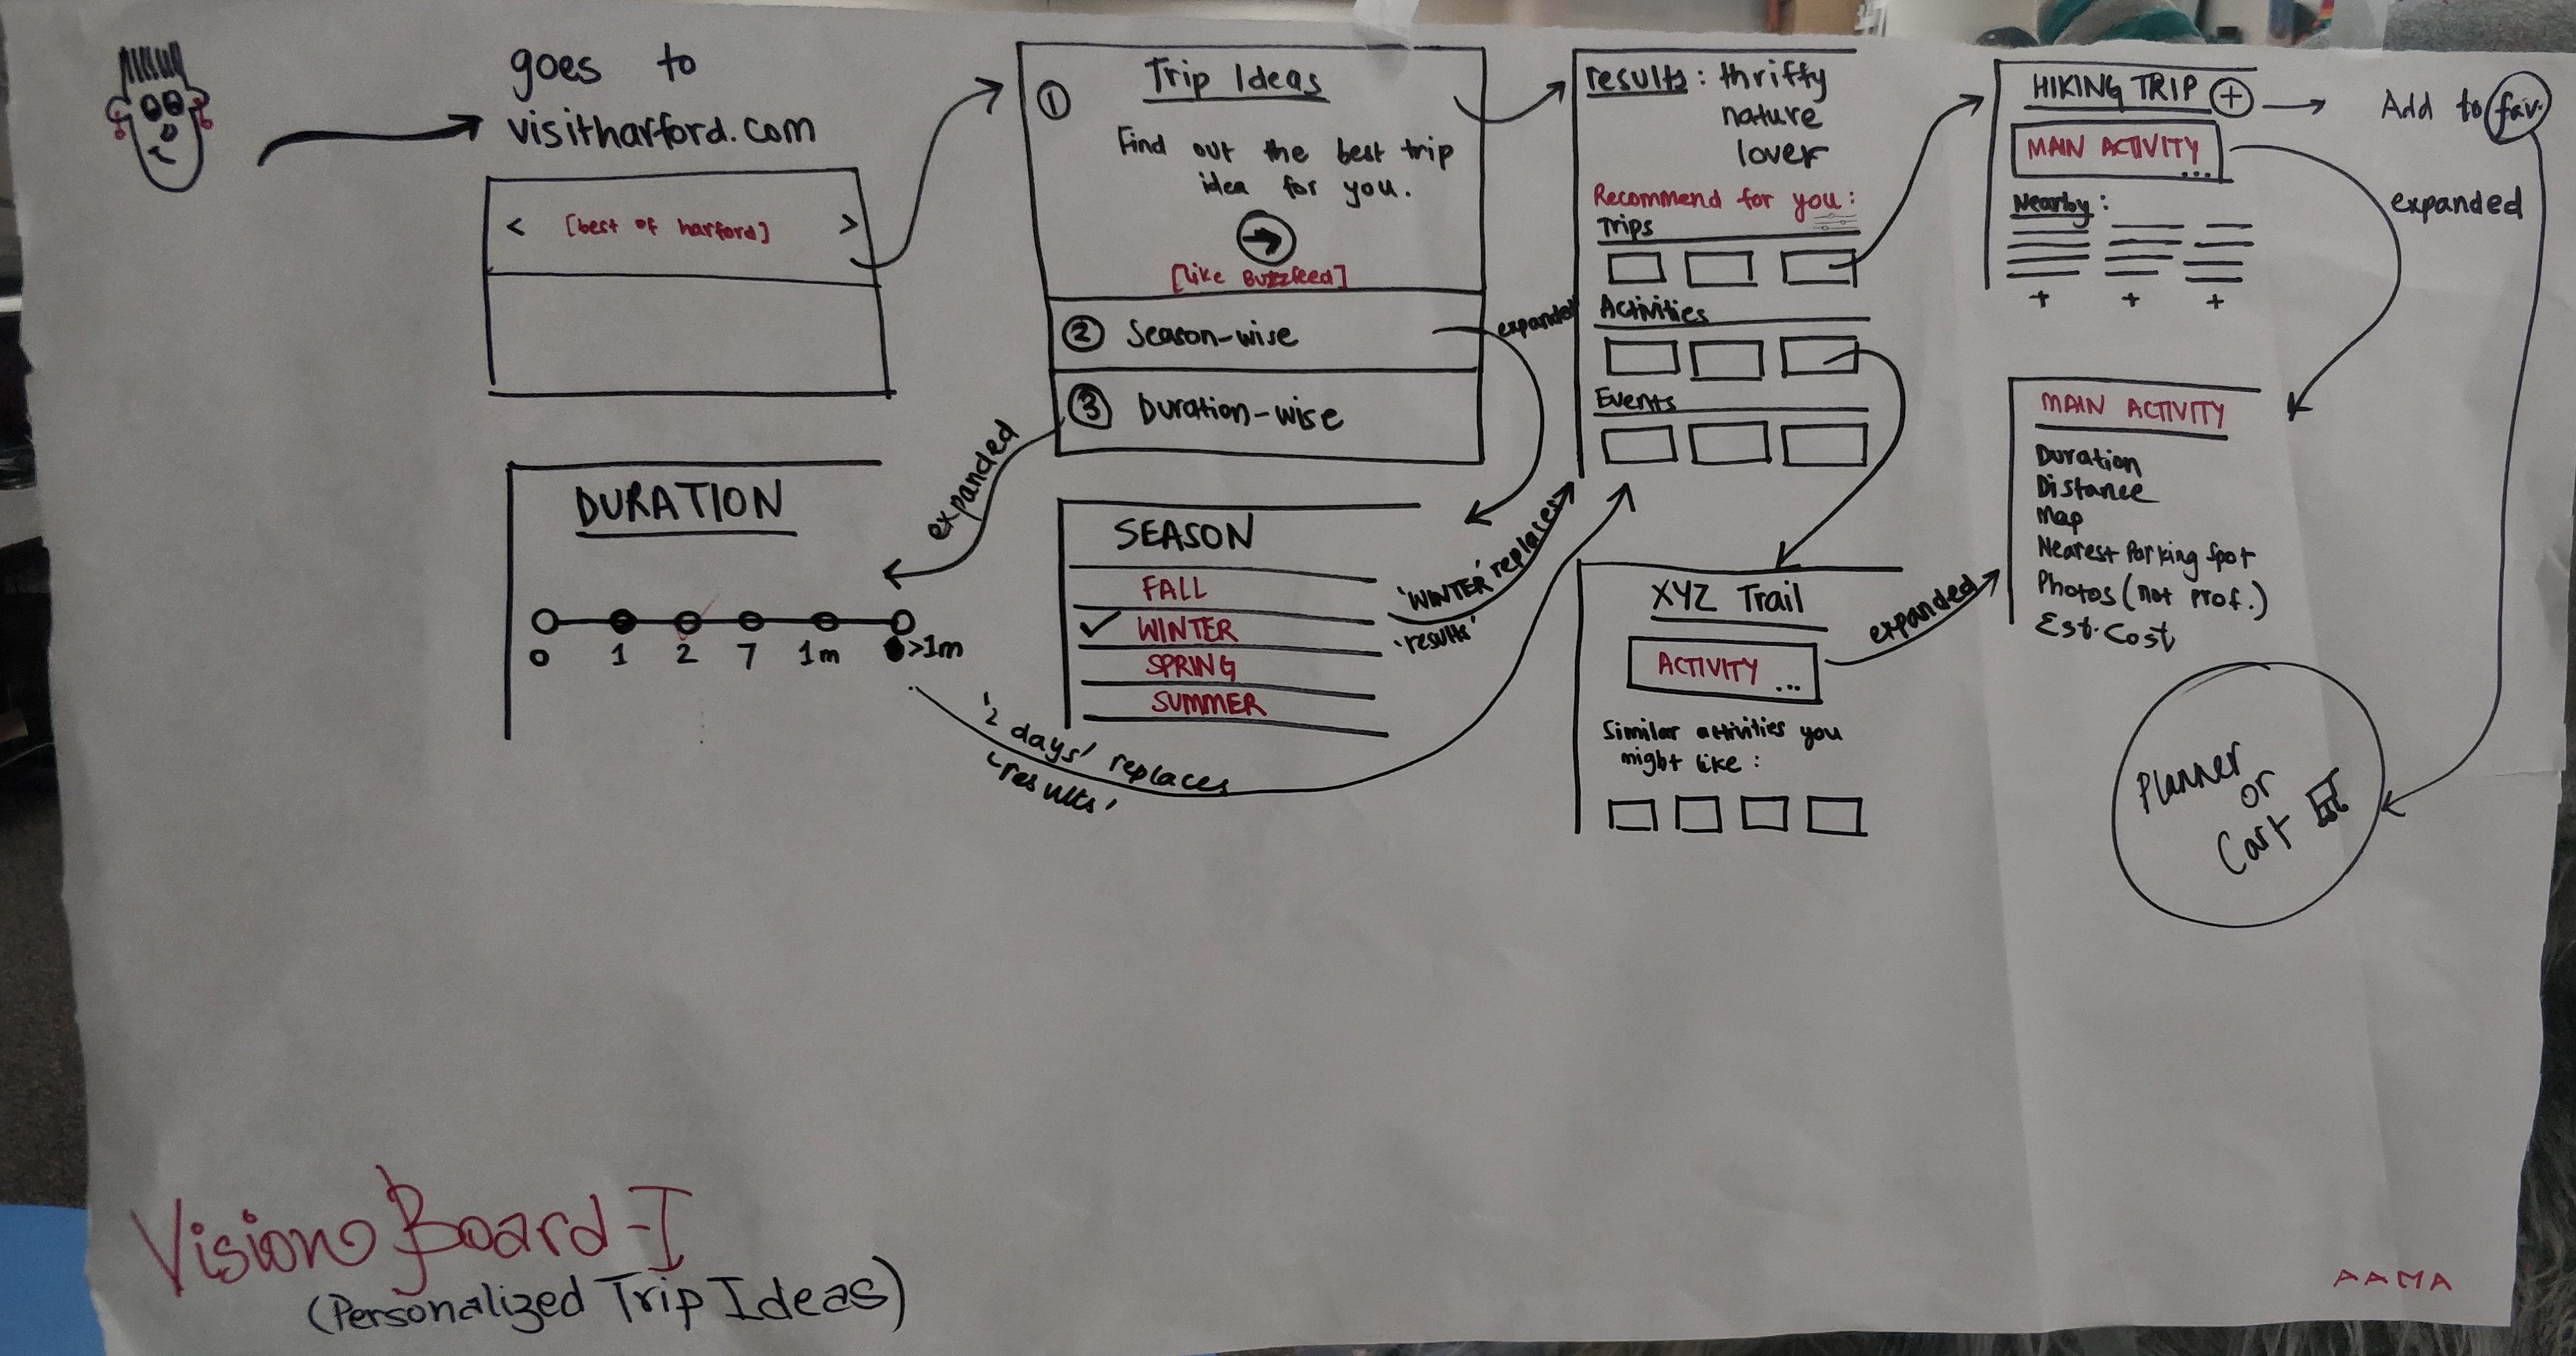 goes to
visitharford.com
< [best of harford] >
① Trip Ideas
Find out the best trip
idea for you.
[like Buzzfeed]
② Season-wise
expanded
③ Duration-wise
expanded
DURATION
0 1 2 7 1m >1m
'2 days' replaces
'results'
SEASON
FALL
WINTER
SPRING
SUMMER
'WINTER' replaces
'results'
results: thrifty
nature
lover
Recommend for you:
Trips
Activities
Events
XYZ Trail
ACTIVITY ...
Similar activities you
might like:
expanded
HIKING TRIP +
Add to fav.
MAIN ACTIVITY ...
Nearby:
+ + +
expanded
MAIN ACTIVITY
Duration
Distance
Map
Nearest Parking Spot
Photos (not prof.)
Est. Cost
Planner
or
Cart
Vision Board-I
(Personalized Trip Ideas)
AAMA